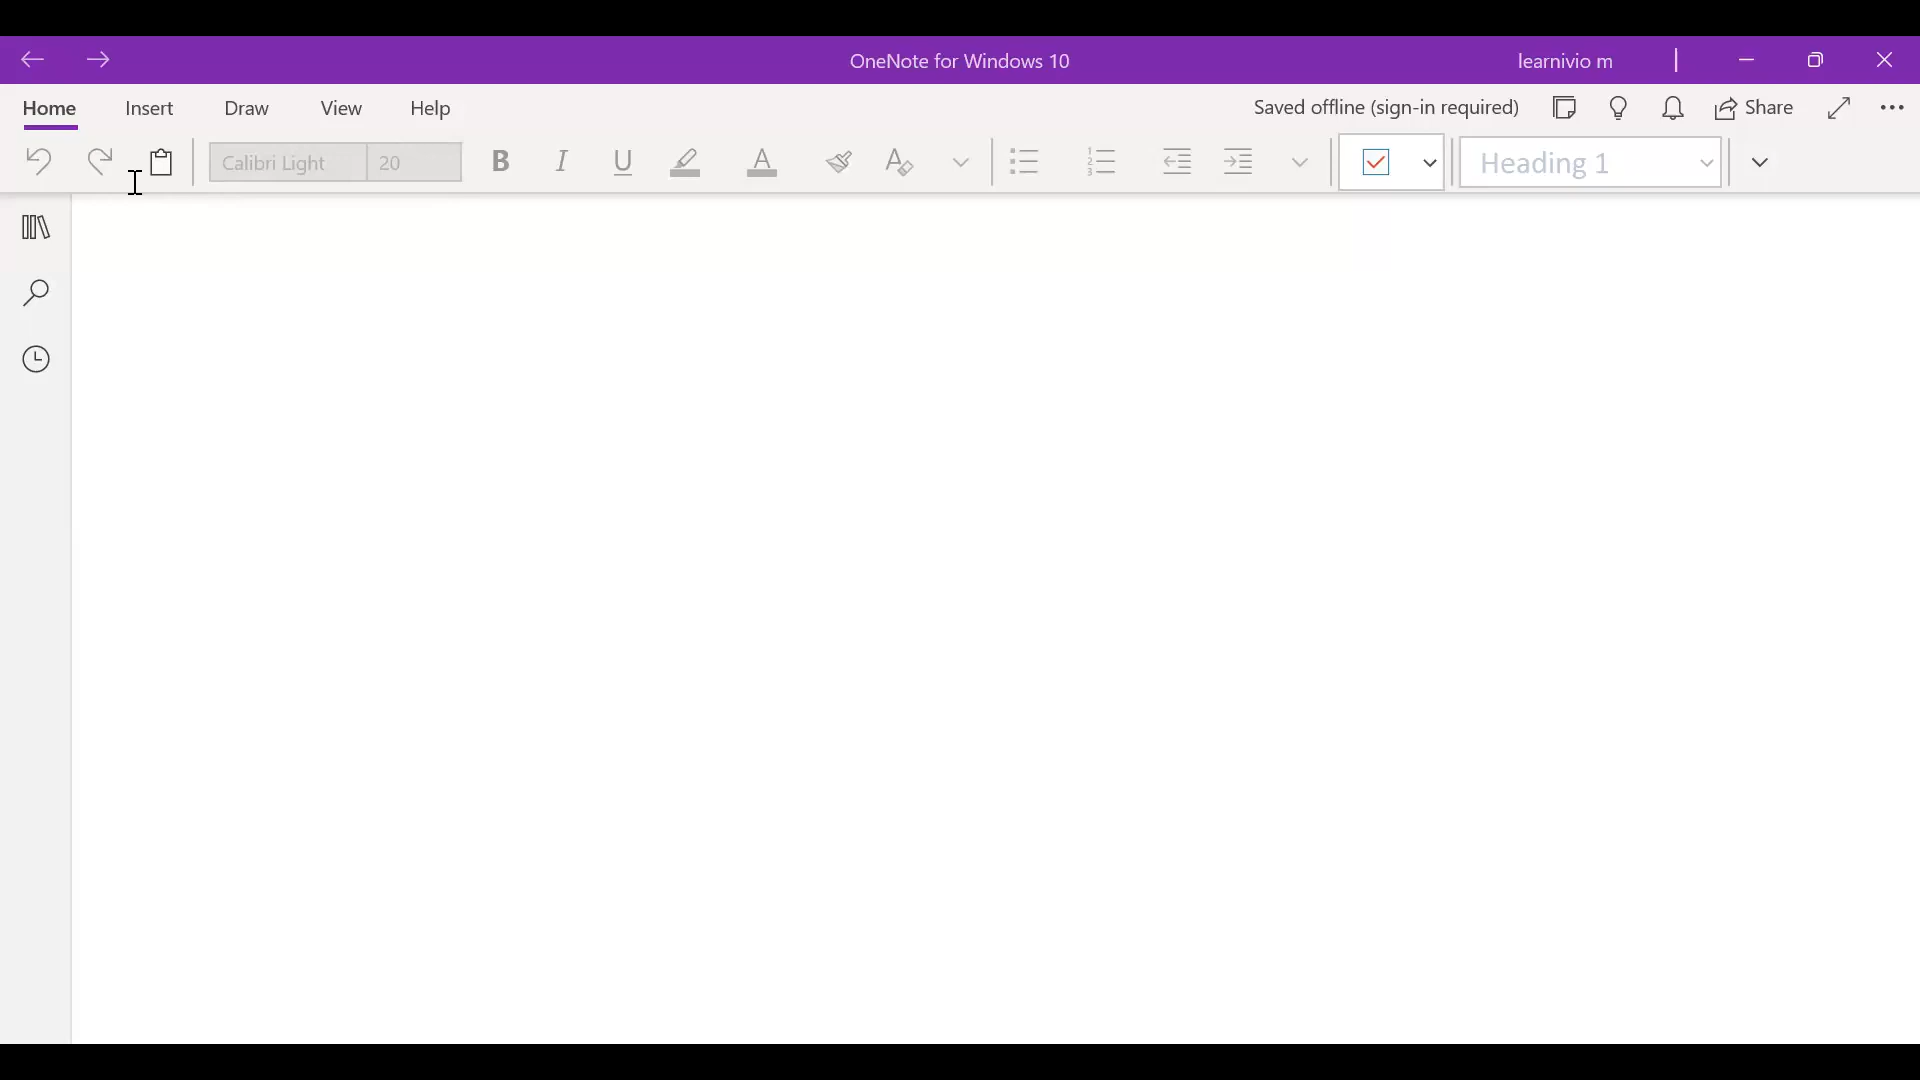 OneNote for Windows 10
learnivio m
Home Insert Draw View Help
Saved offline (sign-in required)
Share
Calibri Light 20
B I U A A
Heading 1